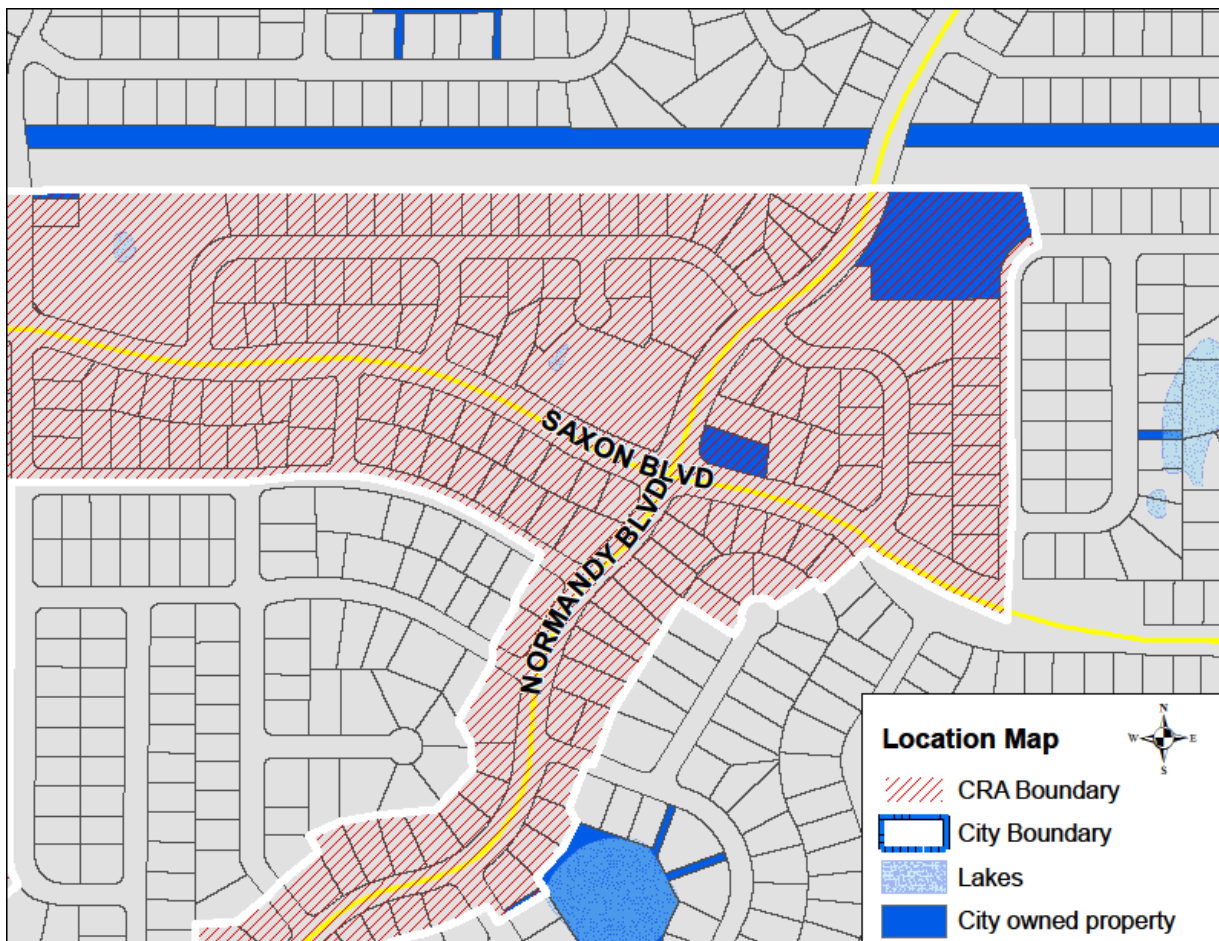 SAXON BLVD
NORMANDY BLVD
Location Map
N
W E
S
CRA Boundary
City Boundary
Lakes
City owned property